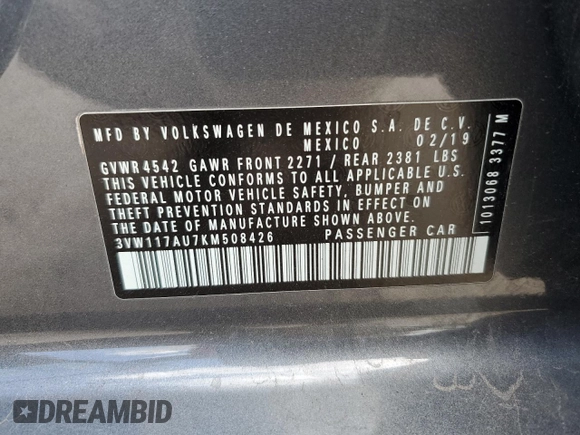 MFD BY VOLKSWAGEN DE MEXICO S.A. DE C.V.
MEXICO 02/19
GVWR 4542 GAWR FRONT 2271 / REAR 2381 LBS
THIS VEHICLE CONFORMS TO ALL APPLICABLE
FEDERAL MOTOR VEHICLE SAFETY, BUMPER AND
THEFT PREVENTION STANDARDS IN EFFECT ON
THE DATE OF MANUFACTURE SHOWN ABOVE.
3VW117AU7KM508426 PASSENGER CAR
1013068 3377 M
DREAMBID